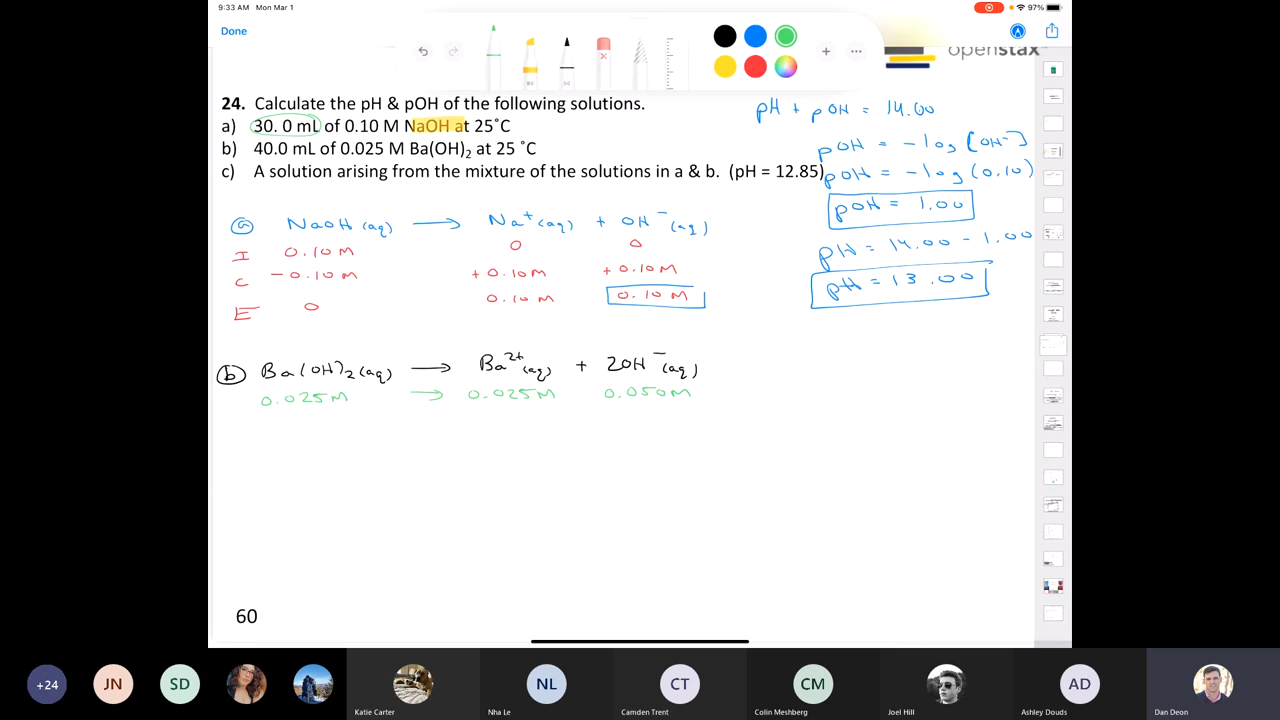 9:33 AM Mon Mar 1
97%
Done
openstax
24. Calculate the pH & pOH of the following solutions.
a) 30. 0 mL of 0.10 M NaOH at 25˚C
b) 40.0 mL of 0.025 M Ba(OH)₂ at 25 ˚C
c) A solution arising from the mixture of the solutions in a & b. (pH = 12.85)
pH + pOH = 14.00
pOH = -log [OH⁻]
pOH = -log (0.10)
pOH = 1.00
pH = 14.00 - 1.00
pH = 13.00
a NaOH (aq) → Na⁺ (aq) + OH⁻ (aq)
I 0.10 M 0 0
C -0.10 M +0.10 M +0.10 M
E 0 0.10 M 0.10 M
b Ba(OH)₂ (aq) → Ba²⁺ (aq) + 2OH⁻ (aq)
0.025M → 0.025M 0.050M
60
+24 JN SD NL CT CM AD
Katie Carter Nha Le Camden Trent Colin Meshberg Joel Hill Ashley Douds Dan Deon